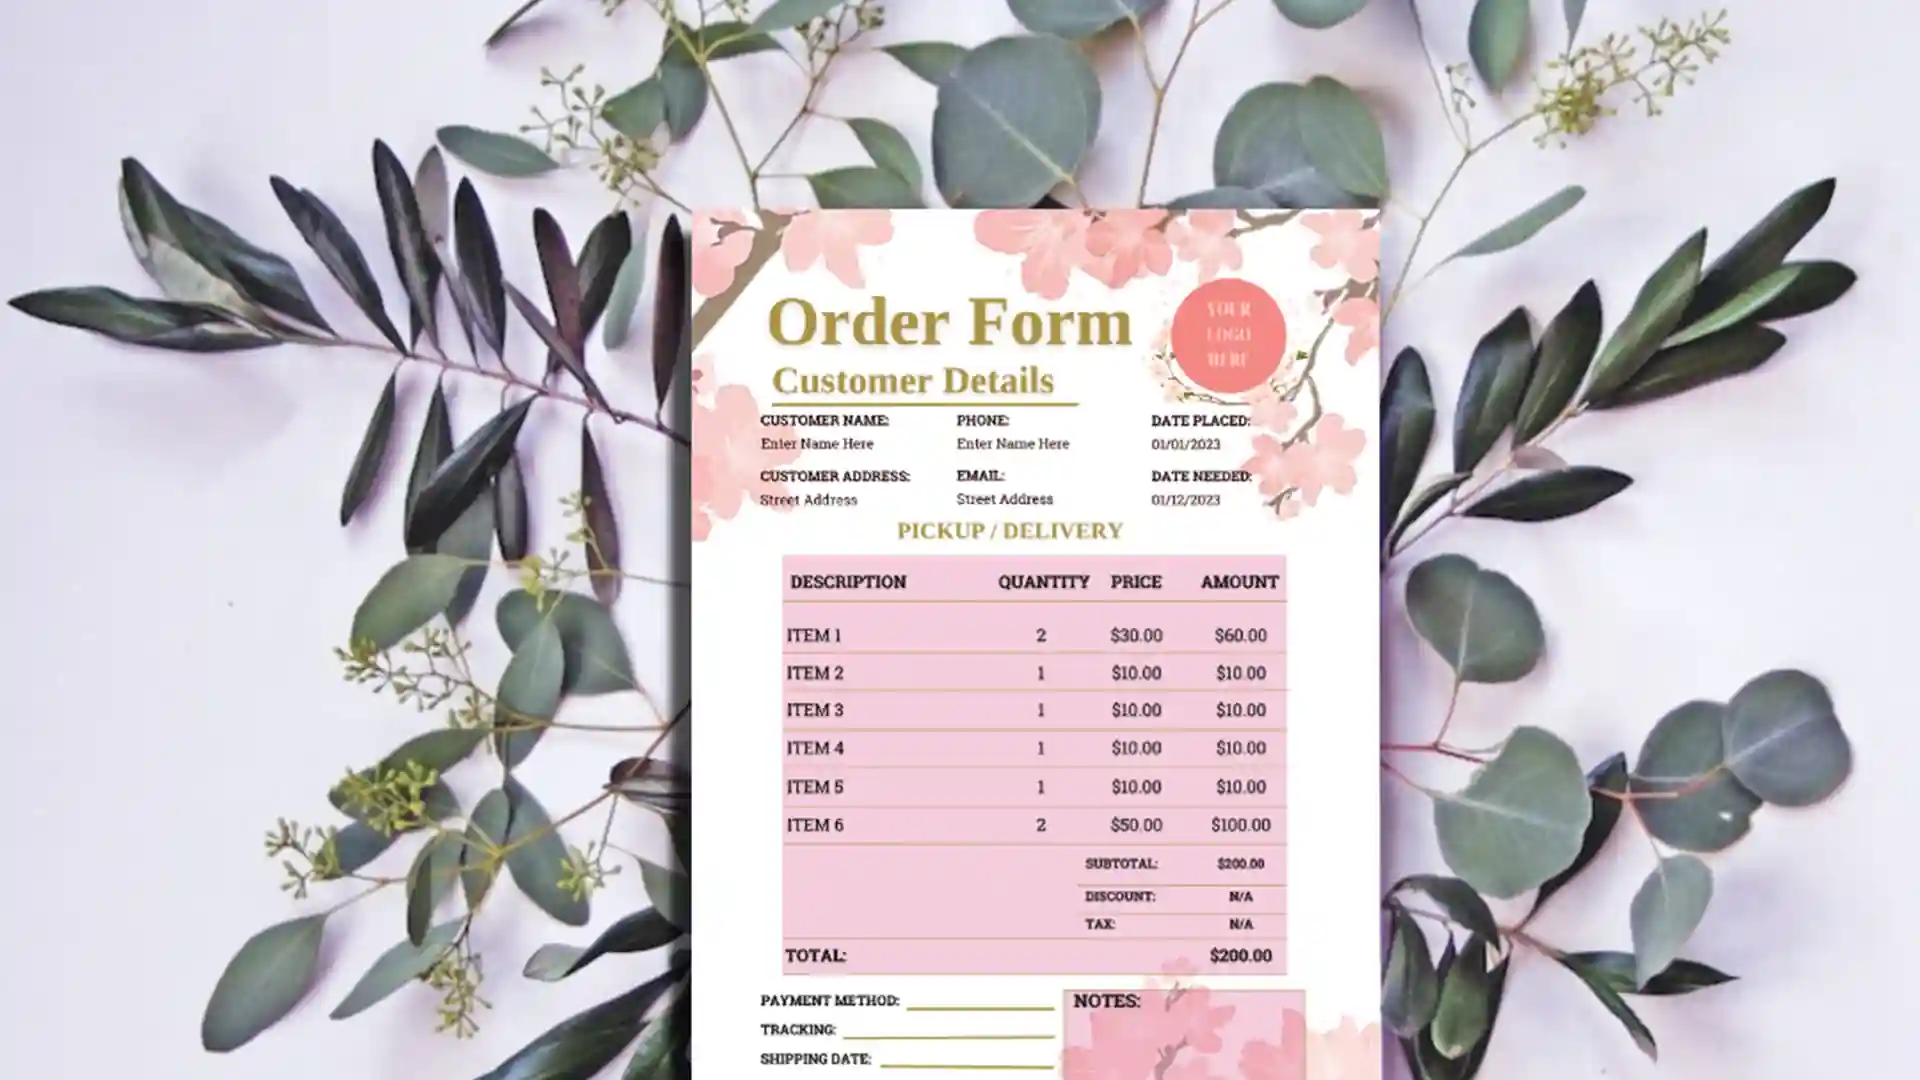 Order Form
YOUR
LOGO
HERE
Customer Details
CUSTOMER NAME: PHONE: DATE PLACED:
Enter Name Here Enter Name Here 01/01/2023
CUSTOMER ADDRESS: EMAIL: DATE NEEDED:
Street Address Street Address 01/12/2023
PICKUP / DELIVERY
DESCRIPTION QUANTITY PRICE AMOUNT
ITEM 1 2 $30.00 $60.00
ITEM 2 1 $10.00 $10.00
ITEM 3 1 $10.00 $10.00
ITEM 4 1 $10.00 $10.00
ITEM 5 1 $10.00 $10.00
ITEM 6 2 $50.00 $100.00
SUBTOTAL: $200.00
DISCOUNT: N/A
TAX: N/A
TOTAL: $200.00
PAYMENT METHOD: NOTES:
TRACKING:
SHIPPING DATE: